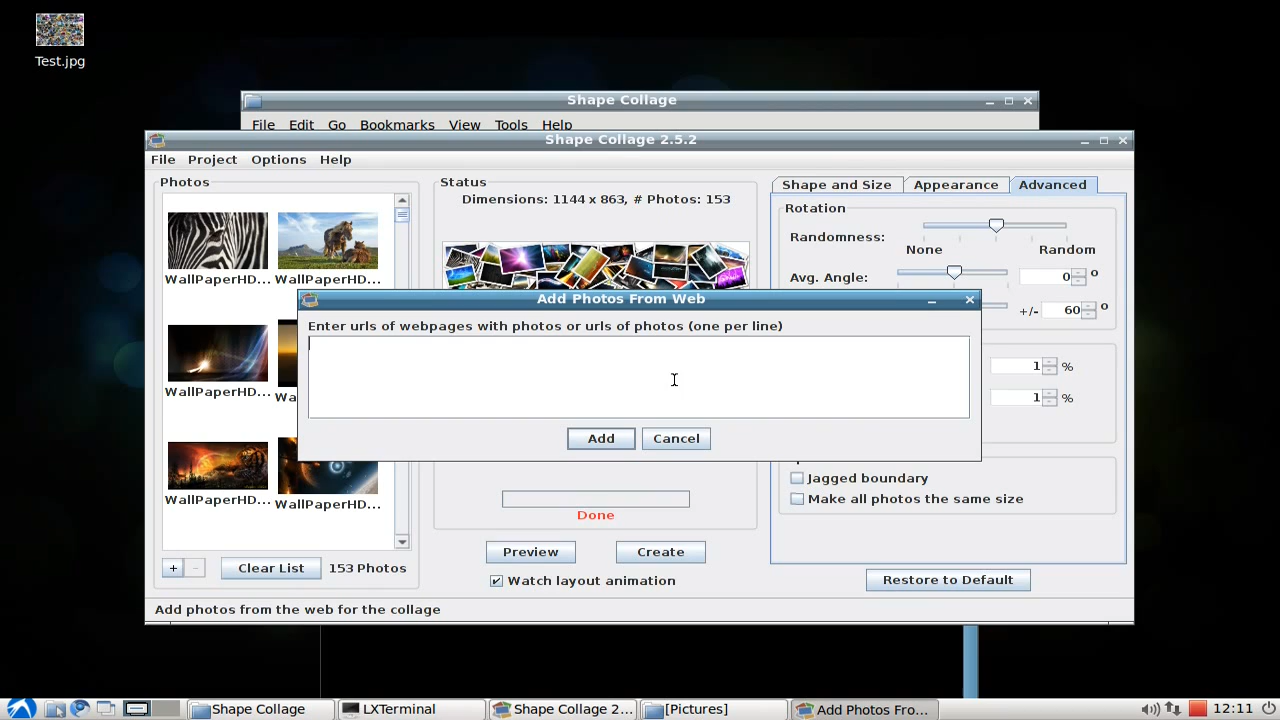 Test.jpg
Shape Collage
File Edit Go Bookmarks View Tools Help
Shape Collage 2.5.2
File Project Options Help
Photos
WallPaperHD... WallPaperHD...
WallPaperHD... Wa
WallPaperHD... WallPaperHD...
+ -
Clear List
153 Photos
Status
Dimensions: 1144 x 863, # Photos: 153
Done
Preview Create
Watch layout animation
Shape and Size Appearance Advanced
Rotation
Randomness:
None Random
Avg. Angle: 0 o
+/- 60 o
1 %
1 %
Jagged boundary
Make all photos the same size
Restore to Default
Add Photos From Web
Enter urls of webpages with photos or urls of photos (one per line)
Add Cancel
Add photos from the web for the collage
Shape Collage LXTerminal Shape Collage 2... [Pictures] Add Photos Fro... 12:11